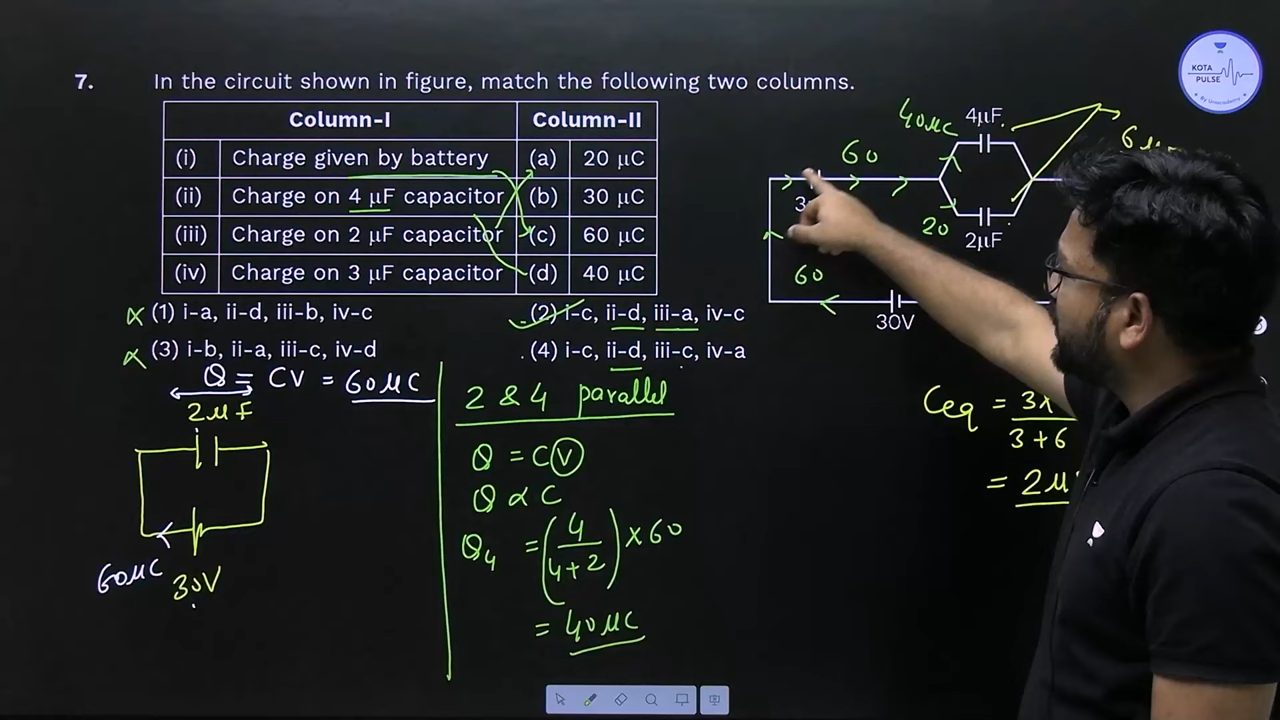 7. In the circuit shown in figure, match the following two columns.
Column-I Column-II
(i) Charge given by battery (a) 20 μC
(ii) Charge on 4 μF capacitor (b) 30 μC
(iii) Charge on 2 μF capacitor (c) 60 μC
(iv) Charge on 3 μF capacitor (d) 40 μC
(1) i-a, ii-d, iii-b, iv-c
(2) i-c, ii-d, iii-a, iv-c
(3) i-b, ii-a, iii-c, iv-d
(4) i-c, ii-d, iii-c, iv-a
KOTA
PULSE
By Unacademy
40μC
4μF
60
20
2μF
60
30V
Q = CV = 60μC
2μF
60μC
30V
2 & 4 parallel
Q = CV
Q ∝ C
Q4 = (4/4+2) × 60
= 40μC
Ceq = 3×
3+6
= 2μ